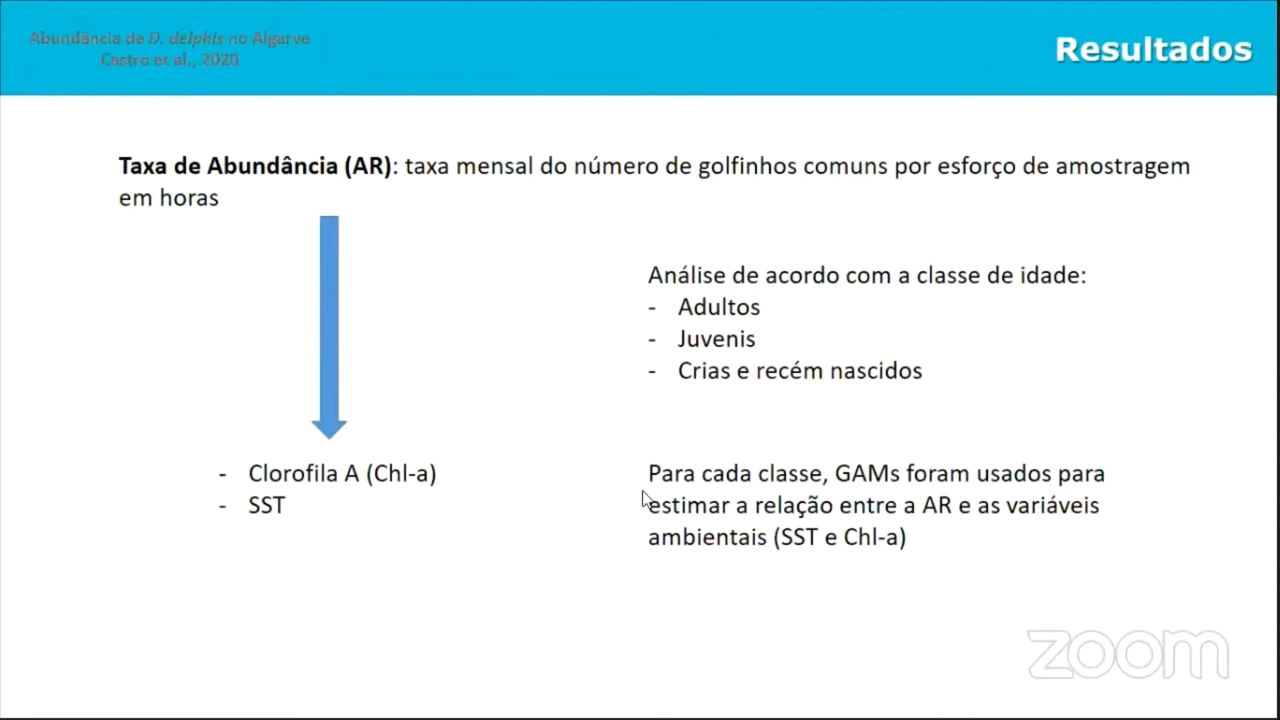 Abundância de D. delphis no Algarve
Castro et al., 2020
Resultados
Taxa de Abundância (AR): taxa mensal do número de golfinhos comuns por esforço de amostragem
em horas
Análise de acordo com a classe de idade:
- Adultos
- Juvenis
- Crias e recém nascidos
- Clorofila A (Chl-a)
- SST
Para cada classe, GAMs foram usados para
estimar a relação entre a AR e as variáveis
ambientais (SST e Chl-a)
zoom